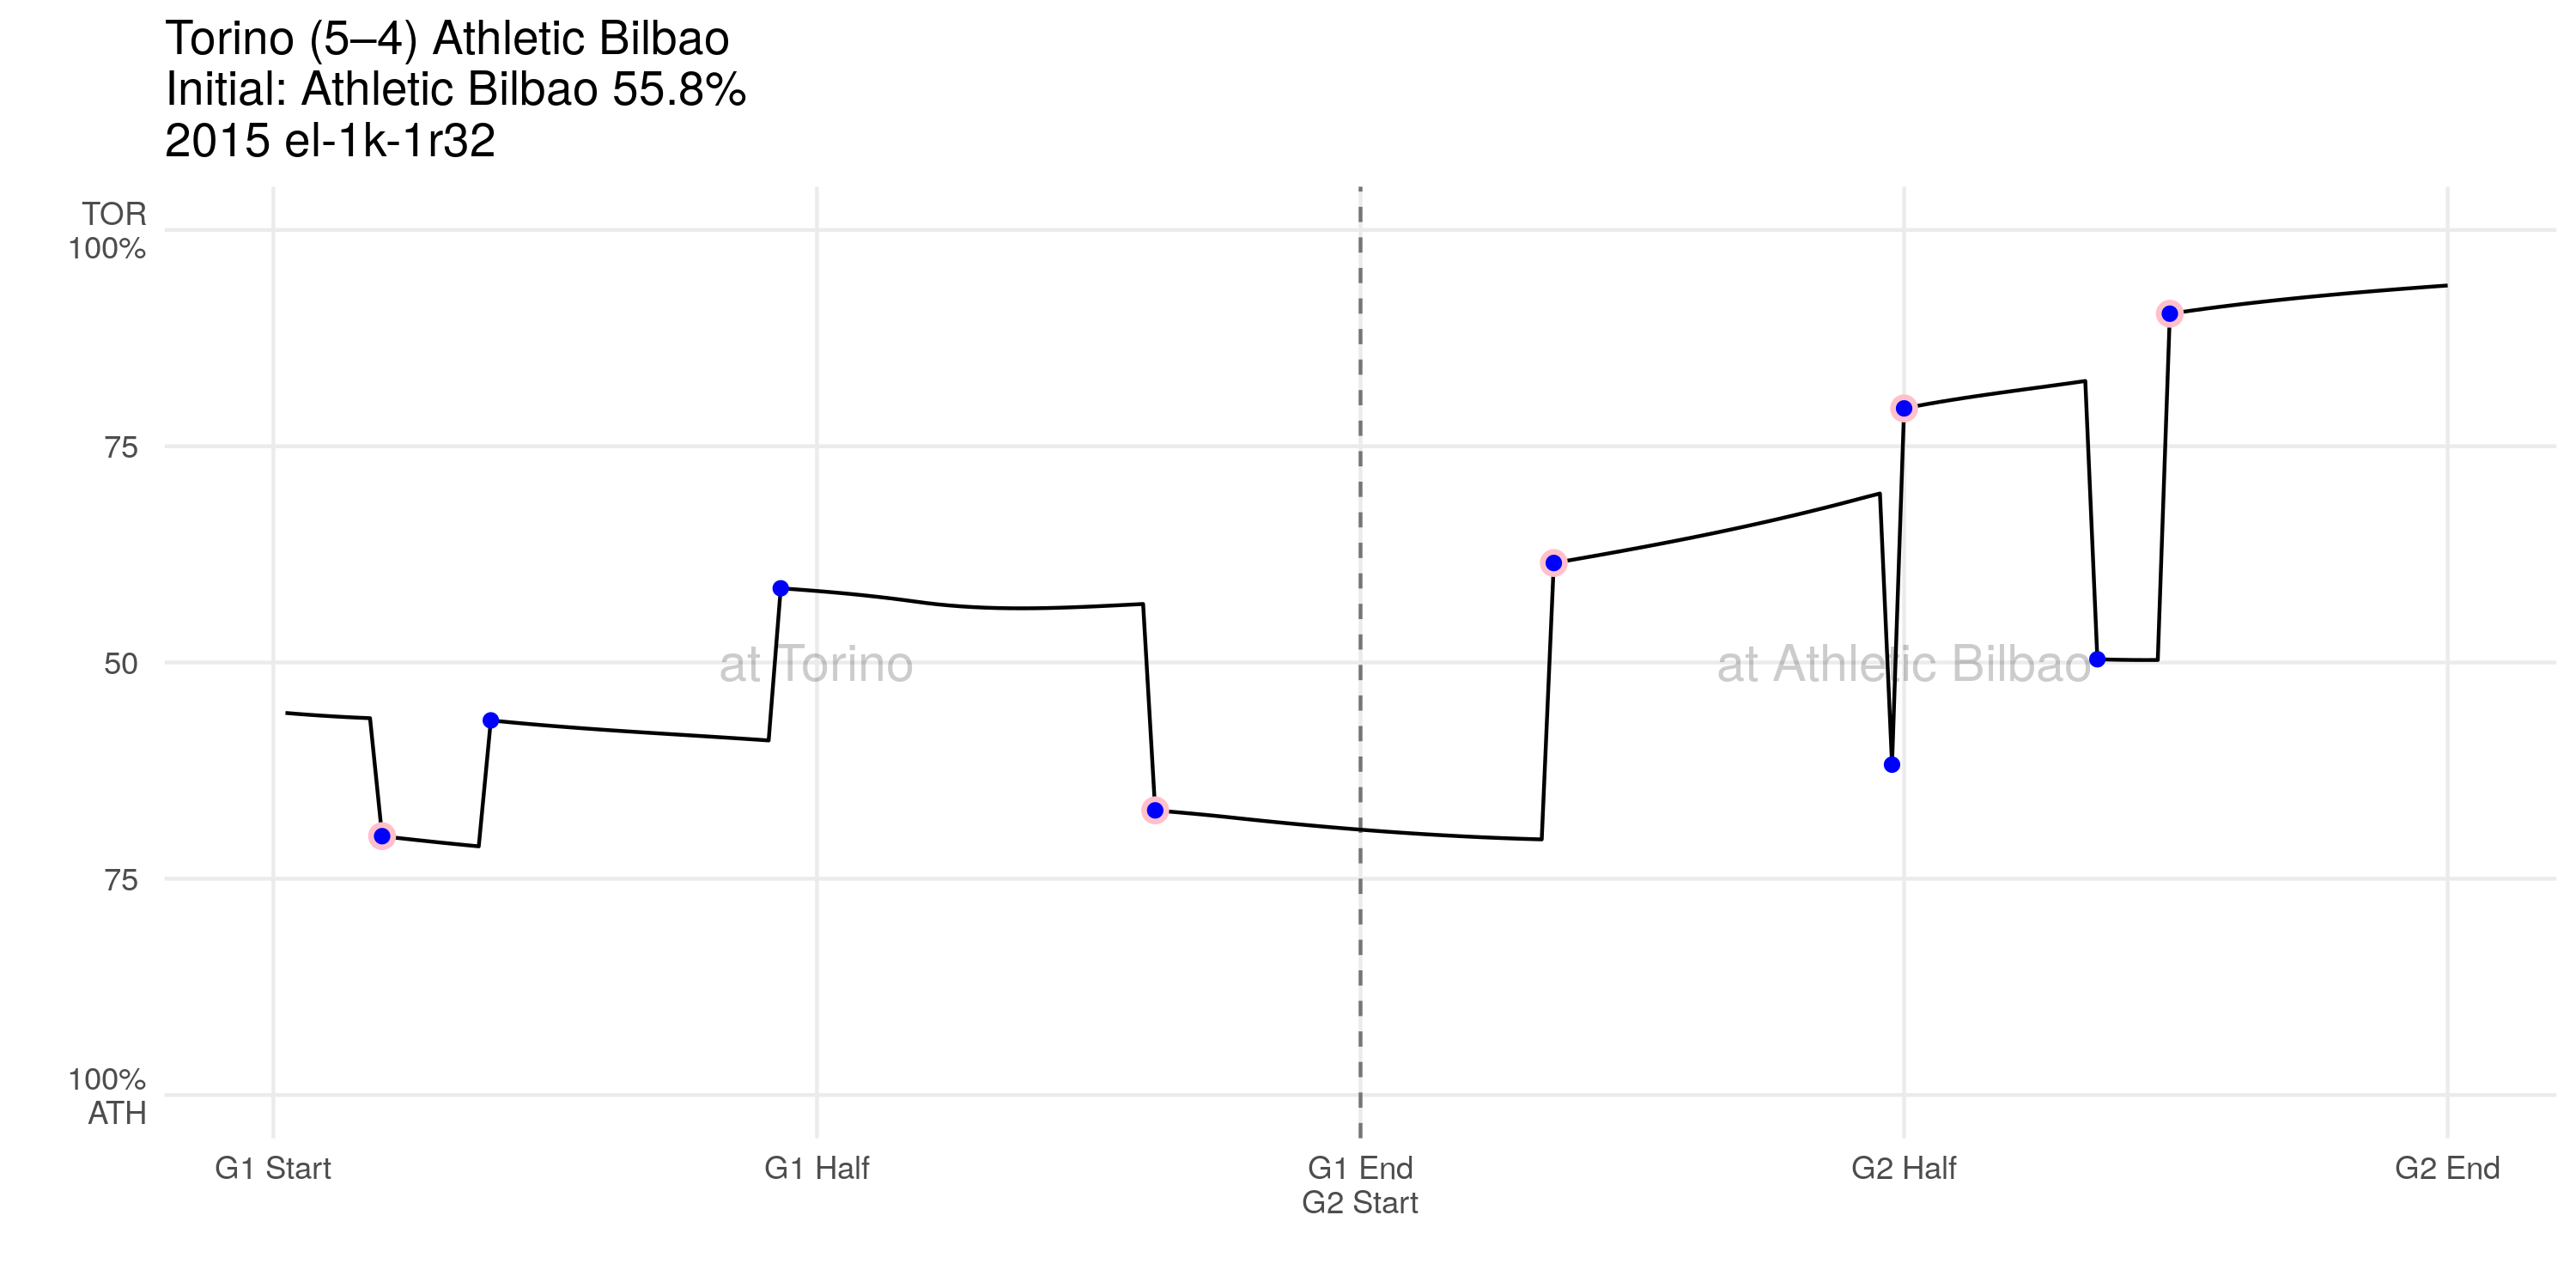 Torino (5–4) Athletic Bilbao
Initial: Athletic Bilbao 55.8%
2015 el-1k-1r32
TOR
100%
75
50
75
100%
ATH
at Torino
at Athletic Bilbao
G1 Start
G1 Half
G1 End
G2 Start
G2 Half
G2 End